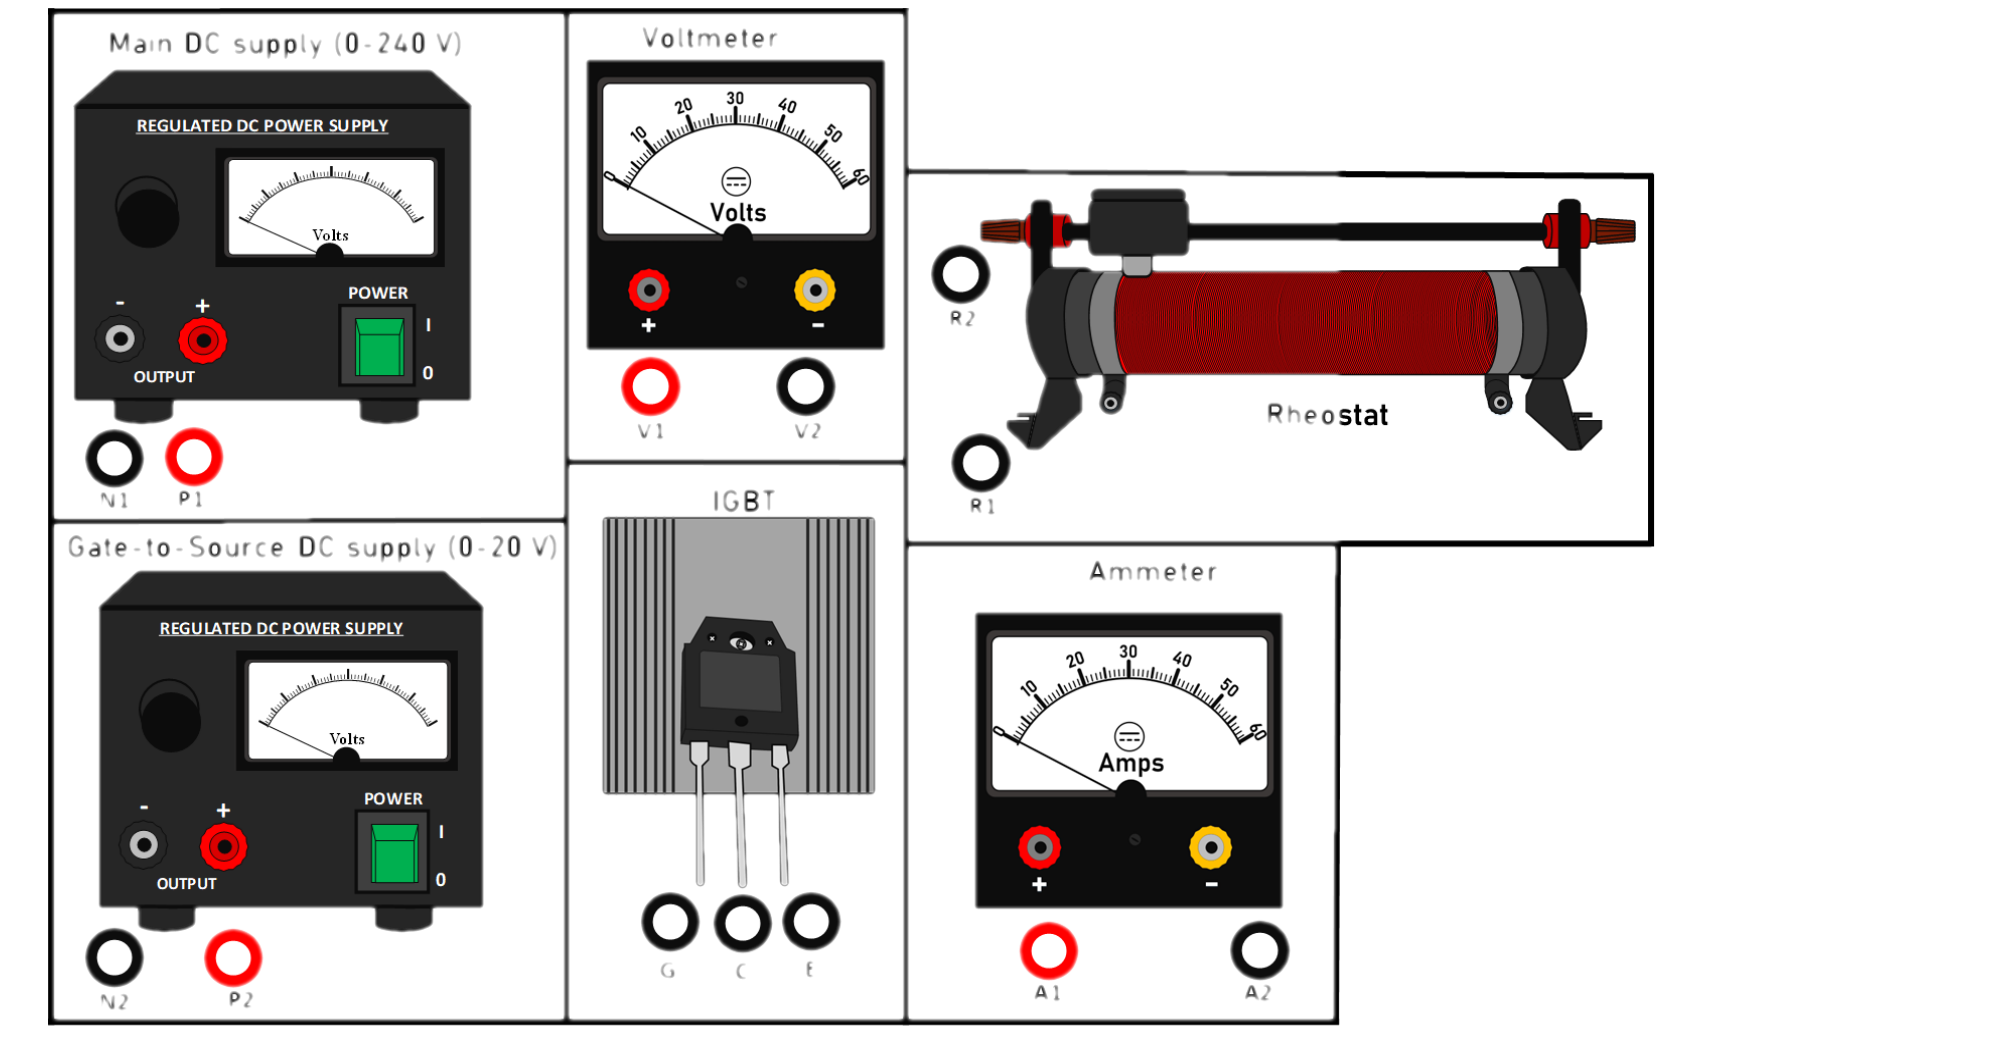 Main DC supply (0-240 V)
REGULATED DC POWER SUPPLY
Volts
- +
POWER
I
OUTPUT
0
N1 P1
Voltmeter
0 10 20 30 40 50 60
Volts
+ -
V1 V2
R2
Rheostat
R1
Gate-to-Source DC supply (0-20 V)
REGULATED DC POWER SUPPLY
Volts
- +
POWER
I
OUTPUT
0
N2 P2
IGBT
G C E
Ammeter
0 10 20 30 40 50 60
Amps
+ -
A1 A2